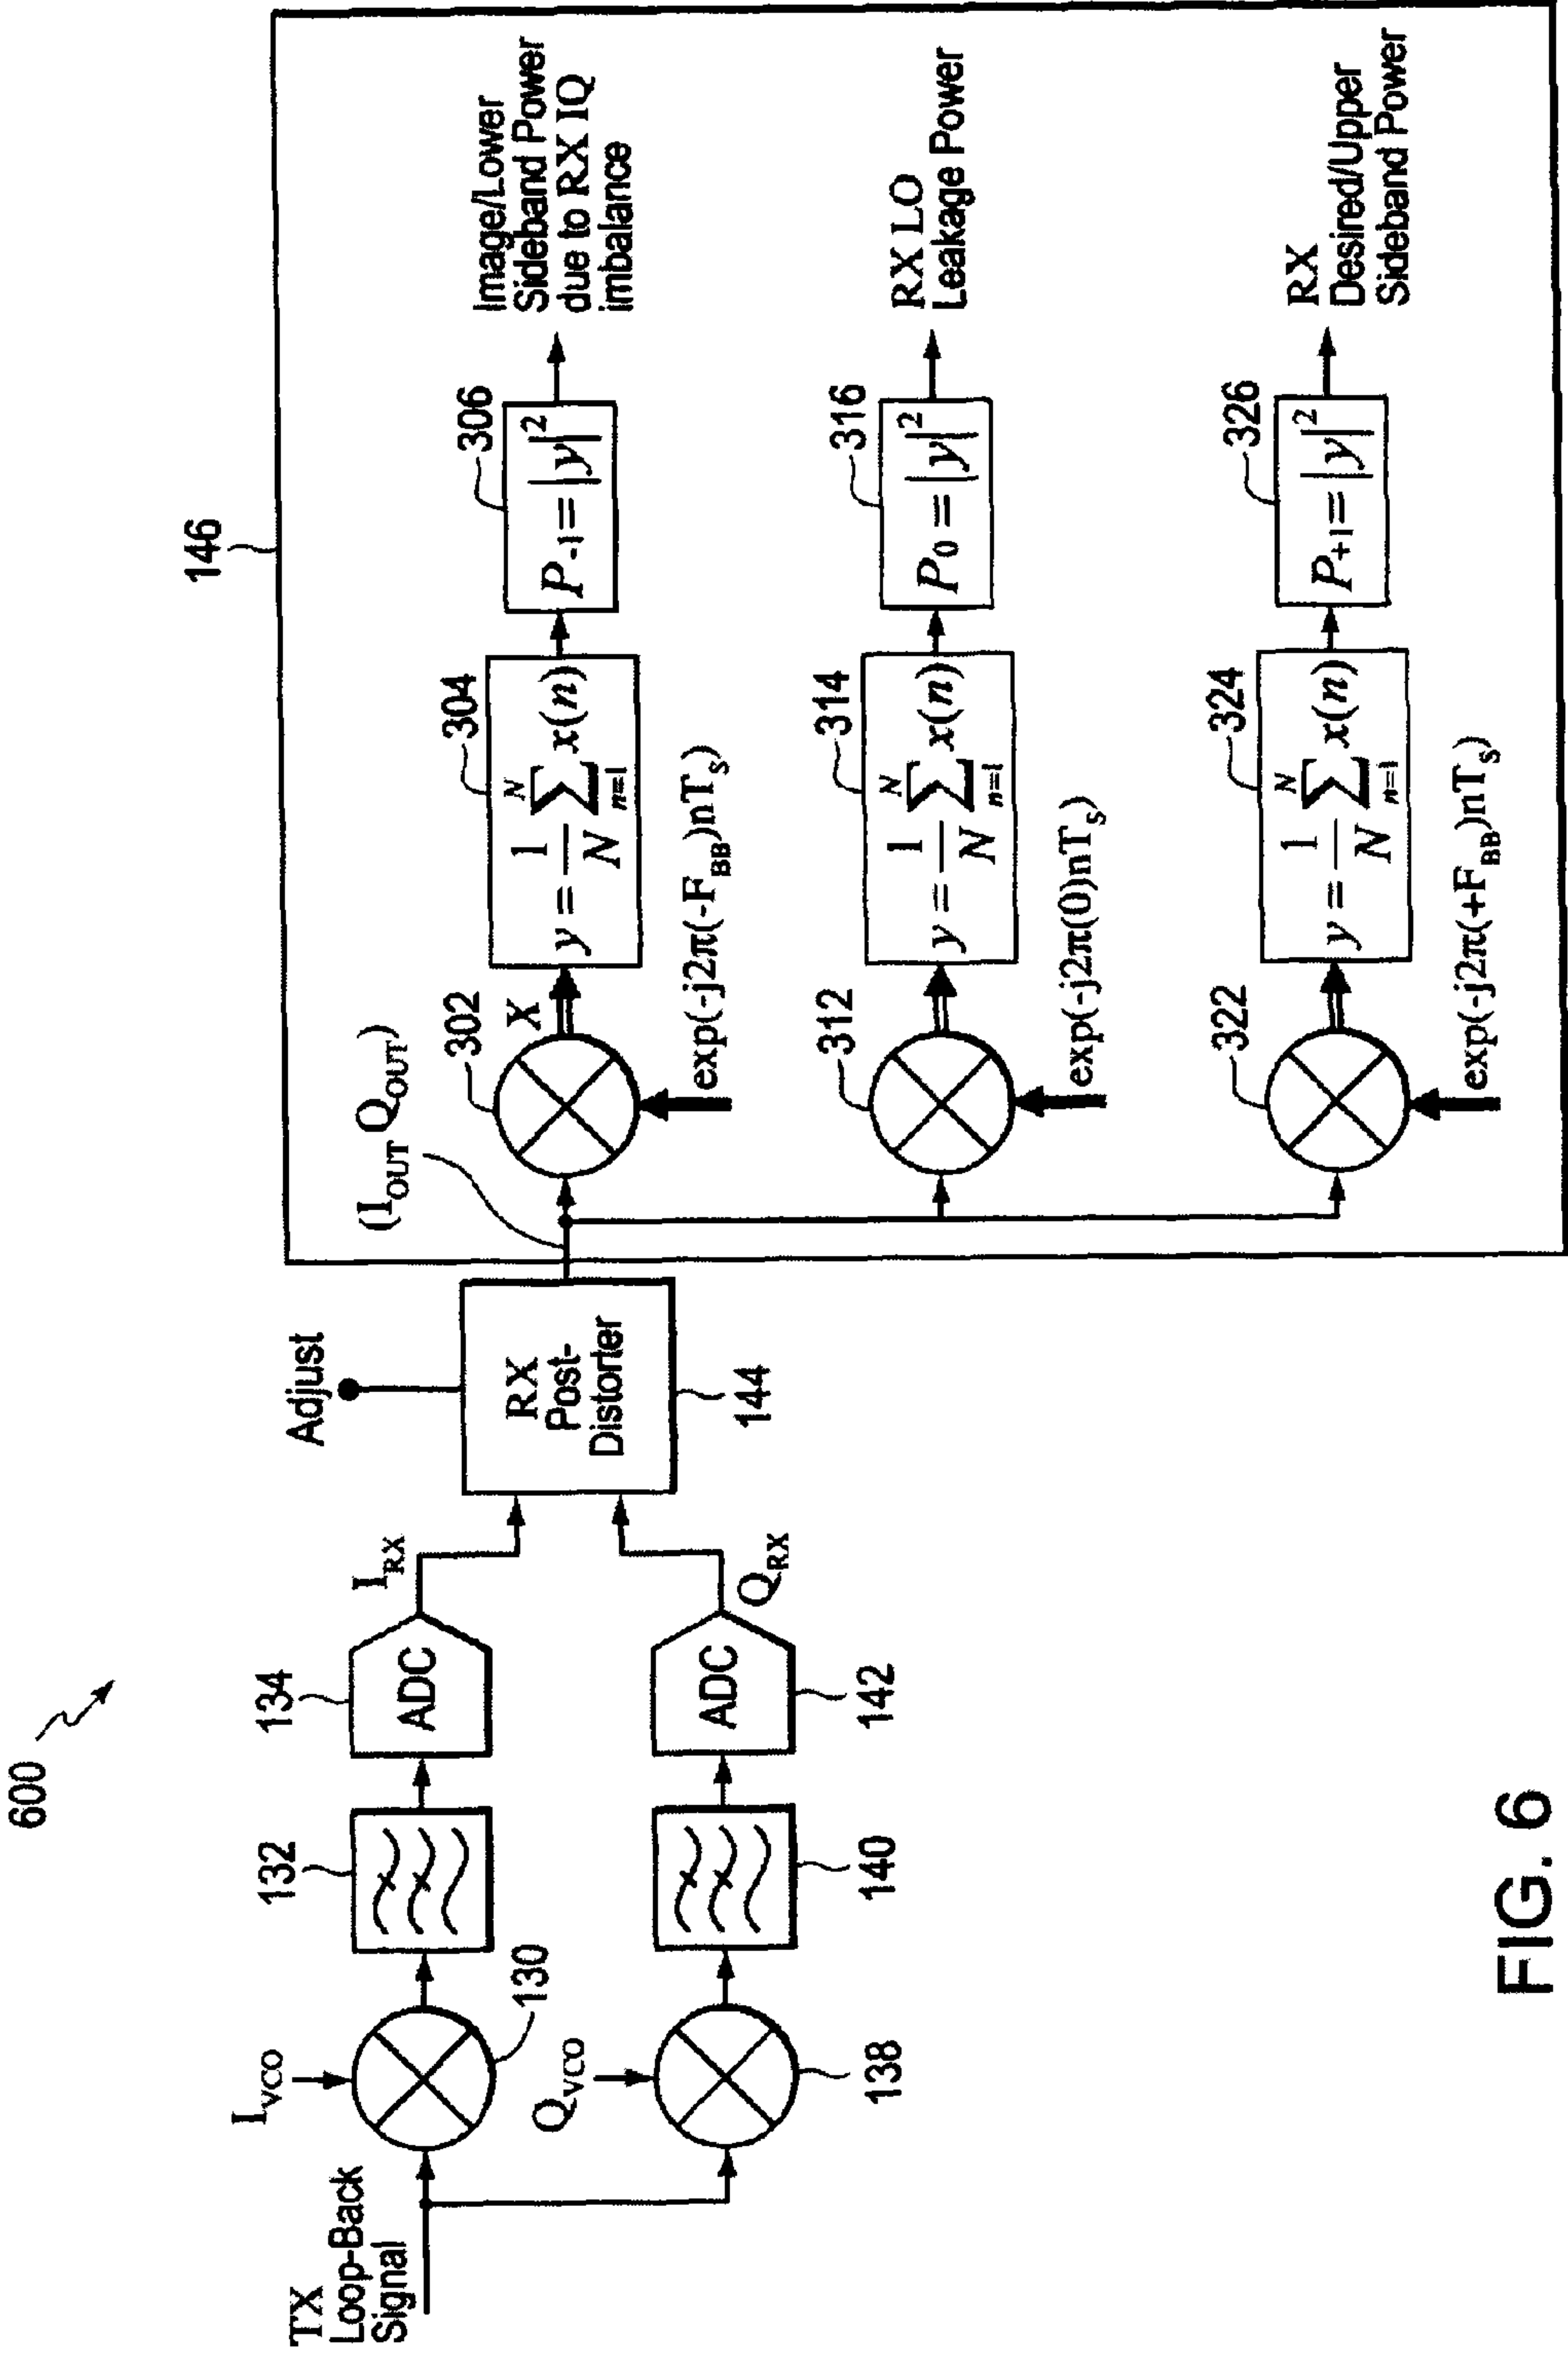 600
TX
Loop-Back
Signal
I_VCO
130
132
134
ADC
I_RX
Q_VCO
138
140
142
ADC
Q_RX
Adjust
RX
Post-
Distorter
144
146
(I_OUT Q_OUT)
302
X
exp(-j2π(-F_BB)nT_S)
304
y = 1/N ∑_{n=1}^{N} x(n)
306
P_-1 = |y|^2
Image/Lower
Sideband Power
due to RX IQ
imbalance
312
exp(-j2π(0)nT_S)
314
y = 1/N ∑_{n=1}^{N} x(n)
316
P_0 = |y|^2
RX LO
Leakage Power
322
exp(-j2π(+F_BB)nT_S)
324
y = 1/N ∑_{n=1}^{N} x(n)
326
P_+1 = |y|^2
RX
Desired/Upper
Sideband Power
FIG. 6